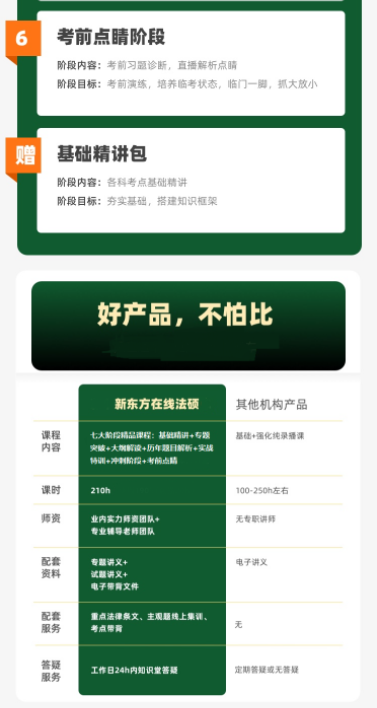 6
考前点睛阶段
阶段内容：考前习题诊断，直播解析点睛
阶段目标：考前演练，培养临考状态，临门一脚，抓大放小
赠
基础精讲包
阶段内容：各科考点基础精讲
阶段目标：夯实基础，搭建知识框架
好产品，不怕比
新东方在线法硕
其他机构产品
课程
内容
七大阶段精品课程：基础精讲+专题
突破+大纲解读+历年题目解析+实战
特训+冲刺阶段+考前点睛
基础+强化纯录播课
课时
210h
100-250h左右
师资
业内实力师资团队+
专业辅导老师团队
无专职讲师
配套
资料
专题讲义+
试题讲义+
电子带背文件
电子讲义
配套
服务
重点法律条文、主观题线上集训、
考点带背
无
答疑
服务
工作日24h内知识堂答疑
定期答疑或无答疑